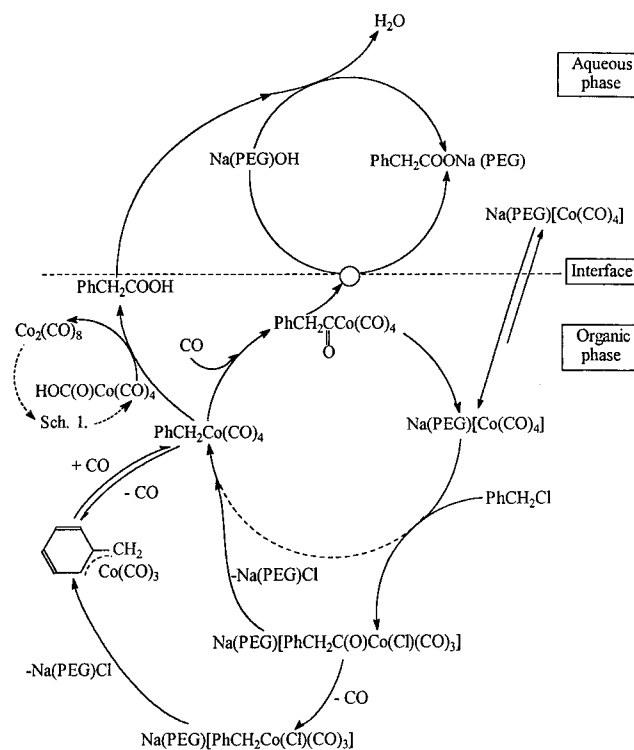 H₂O
Aqueous
phase
Na(PEG)OH
PhCH₂COONa (PEG)
Na(PEG)[Co(CO)₄]
Interface
PhCH₂COOH
Organic
phase
PhCH₂CCo(CO)₄
O
Co₂(CO)₈
CO
HOC(O)Co(CO)₄
Sch. 1.
Na(PEG)[Co(CO)₄]
PhCH₂Co(CO)₄
+ CO
- CO
PhCH₂Cl
CH₂
Co(CO)₃
-Na(PEG)Cl
Na(PEG)[PhCH₂C(O)Co(Cl)(CO)₃]
-Na(PEG)Cl
- CO
Na(PEG)[PhCH₂Co(Cl)(CO)₃]